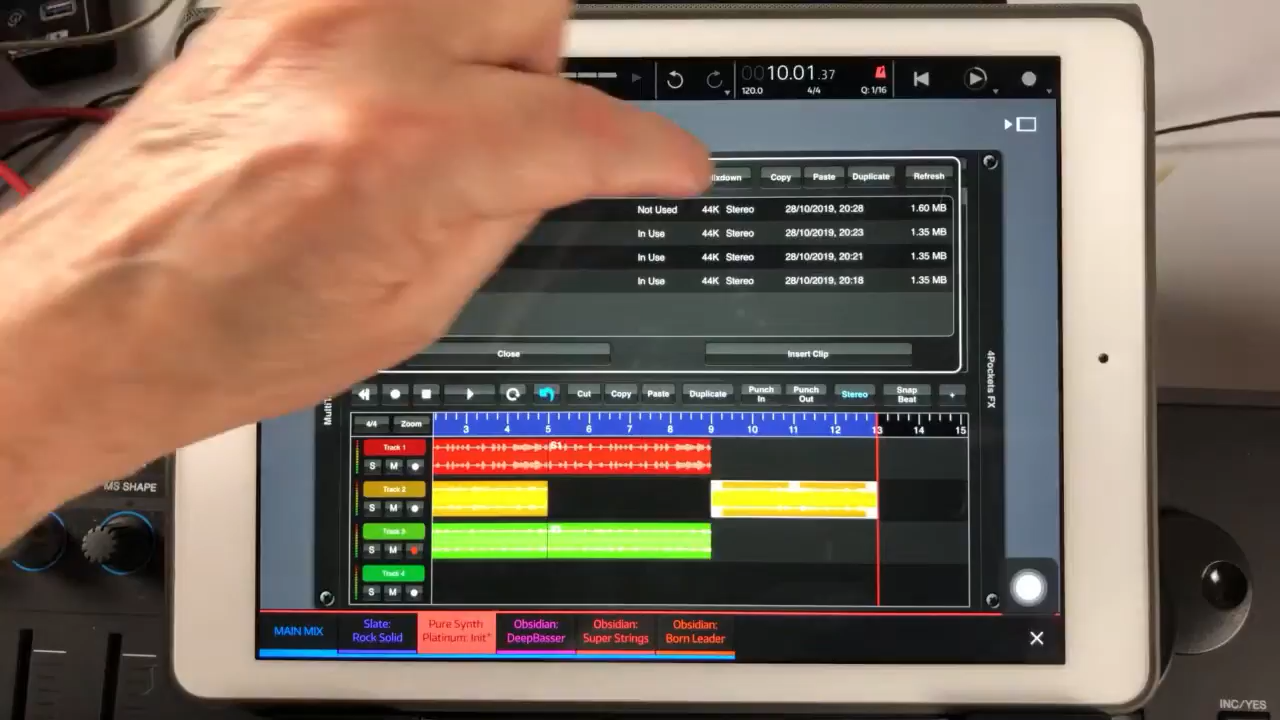 0010.01.37
120.0 4/4 Q: 1/16
Copy Paste Duplicate Refresh
Not Used 44K Stereo 28/10/2019, 20:28 1.60 MB
In Use 44K Stereo 28/10/2019, 20:23 1.35 MB
In Use 44K Stereo 28/10/2019, 20:21 1.35 MB
In Use 44K Stereo 28/10/2019, 20:18 1.35 MB
Close Insert Clip
4Pockets FX
Cut Copy Paste Duplicate Punch In Punch Out Stereo Snap Beat +
4/4 Zoom 3 4 5 6 7 8 9 10 11 12 13 14 15
Track 1
S M
Track 2
S M
Track 3
S M
Track 4
S M
MAIN MIX
Slate: Rock Solid
Pure Synth Platinum: Init*
Obsidian: DeepBasser
Obsidian: Super Strings
Obsidian: Born Leader
MS SHAPE
INC/YES